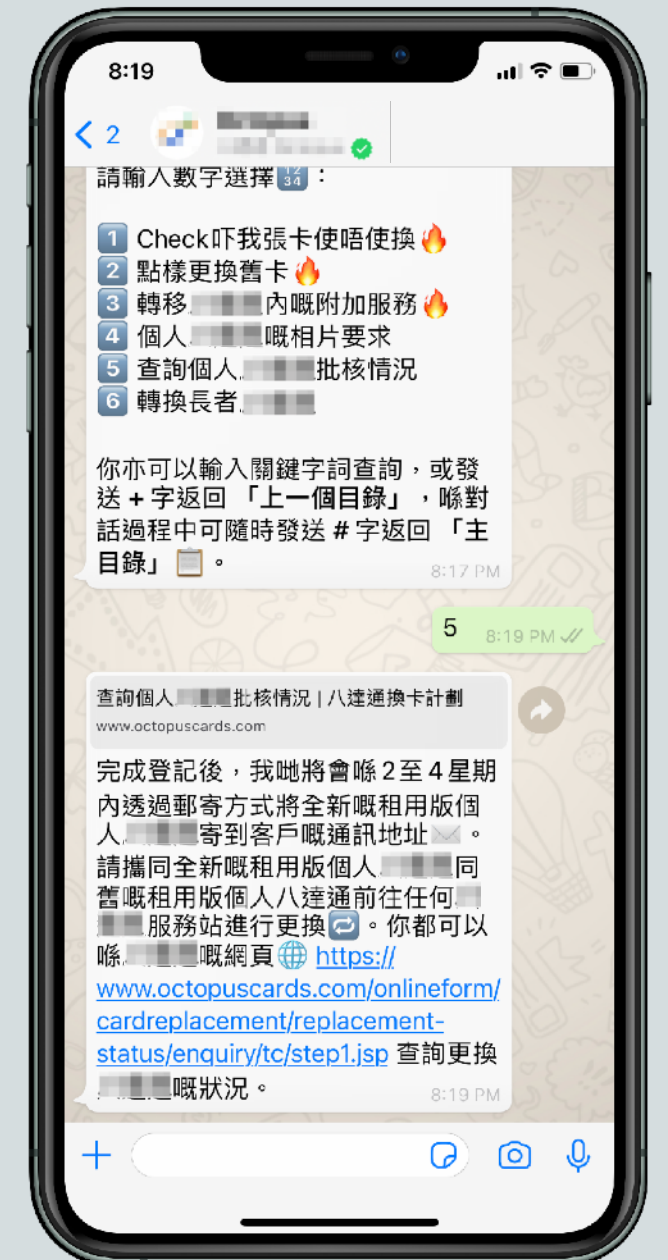 8:19
2
請輸入數字選擇🔢：
1️⃣ Check吓我張卡使唔使換🔥
2️⃣ 點樣更換舊卡🔥
3️⃣ 轉移 內嘅附加服務🔥
4️⃣ 個人 嘅相片要求
5️⃣ 查詢個人 批核情況
6️⃣ 轉換長者
你亦可以輸入關鍵字詞查詢，或發
送 + 字返回 「上一個目錄」，喺對
話過程中可隨時發送 # 字返回 「主
目錄」📋。
8:17 PM
5 8:19 PM
查詢個人 批核情況 | 八達通換卡計劃
www.octopuscards.com
完成登記後，我哋將會喺 2 至 4 星期
內透過郵寄方式將全新嘅租用版個
人 寄到客戶嘅通訊地址✉️。
請攜同全新嘅租用版個人 同
舊嘅租用版個人八達通前往任何
服務站進行更換🔁。你都可以
喺 嘅網頁🌐 https://
www.octopuscards.com/onlineform/
cardreplacement/replacement-
status/enquiry/tc/step1.jsp 查詢更換
嘅狀況。
8:19 PM